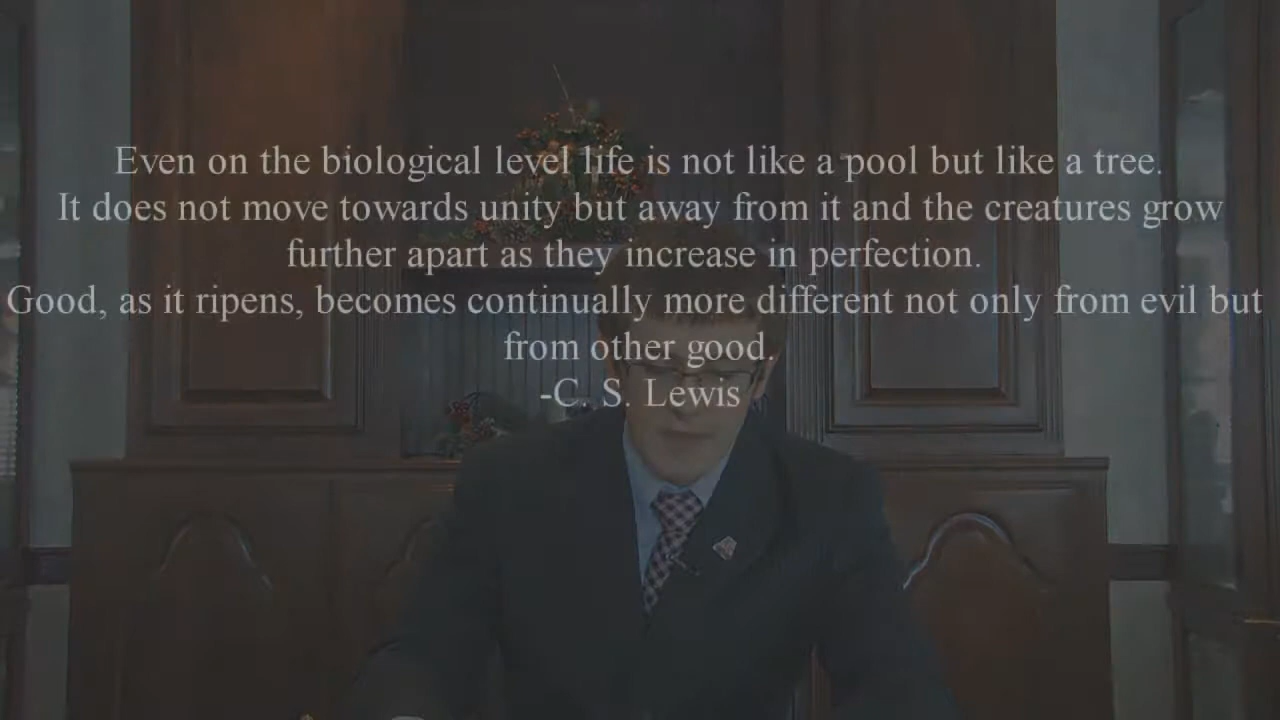 Even on the biological level life is not like a pool but like a tree.
It does not move towards unity but away from it and the creatures grow
further apart as they increase in perfection.
Good, as it ripens, becomes continually more different not only from evil but
from other good.
-C. S. Lewis